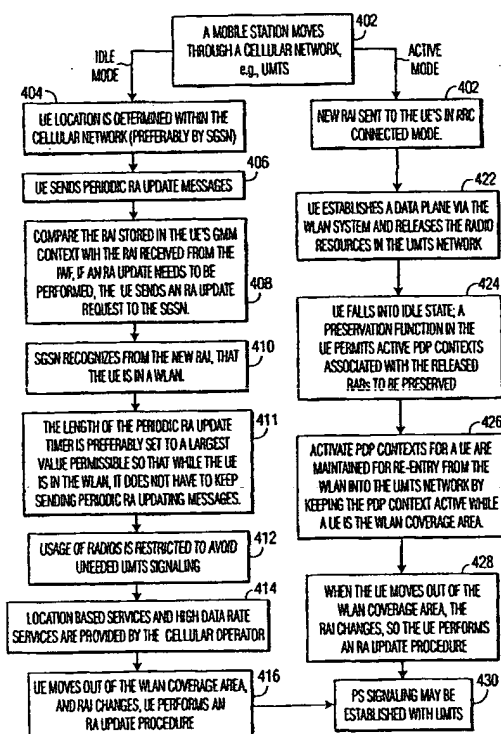 402
A MOBILE STATION MOVES
THROUGH A CELLULAR NETWORK,
e.g., UMTS
IDLE
MODE
ACTIVE
MODE
404
UE LOCATION IS DETERMINED WITHIN THE
CELLULAR NETWORK (PREFERABLY BY SGSN)
406
UE SENDS PERIODIC RA UPDATE MESSAGES
COMPARE THE RAI STORED IN THE UE'S GMM
CONTEXT WIH THE RAI RECEIVED FROM THE
IWF, IF AN RA UPDATE NEEDS TO BE
PERFORMED, THE UE SENDS AN RA UPDATE
REQUEST TO THE SGSN.
408
410
SGSN RECOGNIZES FROM THE NEW RAI, THAT
THE UE IS IN A WLAN.
411
THE LENGTH OF THE PERIODIC RA UPDATE
TIMER IS PREFERABLY SET TO A LARGEST
VALUE PERMISSIBLE SO THAT WHILE THE UE
IS IN THE WLAN, IT DOES NOT HAVE TO KEEP
SENDING PERIODIC RA UPDATING MESSAGES.
412
USAGE OF RADIOS IS RESTRICTED TO AVOID
UNEEDED UMTS SIGNALING
414
LOCATION BASED SERVICES AND HIGH DATA RATE
SERVICES ARE PROVIDED BY THE CELLULAR OPERATOR
416
UE MOVES OUT OF THE WLAN COVERAGE AREA,
AND RAI CHANGES, UE PERFORMS AN
RA UPDATE PROCEDURE
402
NEW RAI SENT TO THE UE'S IN RRC
CONNECTED MODE.
422
UE ESTABLISHES A DATA PLANE VIA THE
WLAN SYSTEM AND RELEASES THE RADIO
RESOURCES IN THE UMTS NETWORK
424
UE FALLS INTO IDLE STATE; A
PRESERVATION FUNCTION IN THE
UE PERMITS ACTIVE PDP CONTEXTS
ASSOCIATED WITH THE RELEASED
RABs TO BE PRESERVED
426
ACTIVATE PDP CONTEXTS FOR A UE ARE
MAINTAINED FOR RE-ENTRY FROM THE
WLAN INTO THE UMTS NETWORK BY
KEEPING THE PDP CONTEXT ACTIVE WHILE
A UE IS THE WLAN COVERAGE AREA.
428
WHEN THE UE MOVES OUT OF THE
WLAN COVERAGE AREA, THE
RAI CHANGES, SO THE UE PERFORMS
AN RA UPDATE PROCEDURE
430
PS SIGNALING MAY BE
ESTABLISHED WITH UMTS